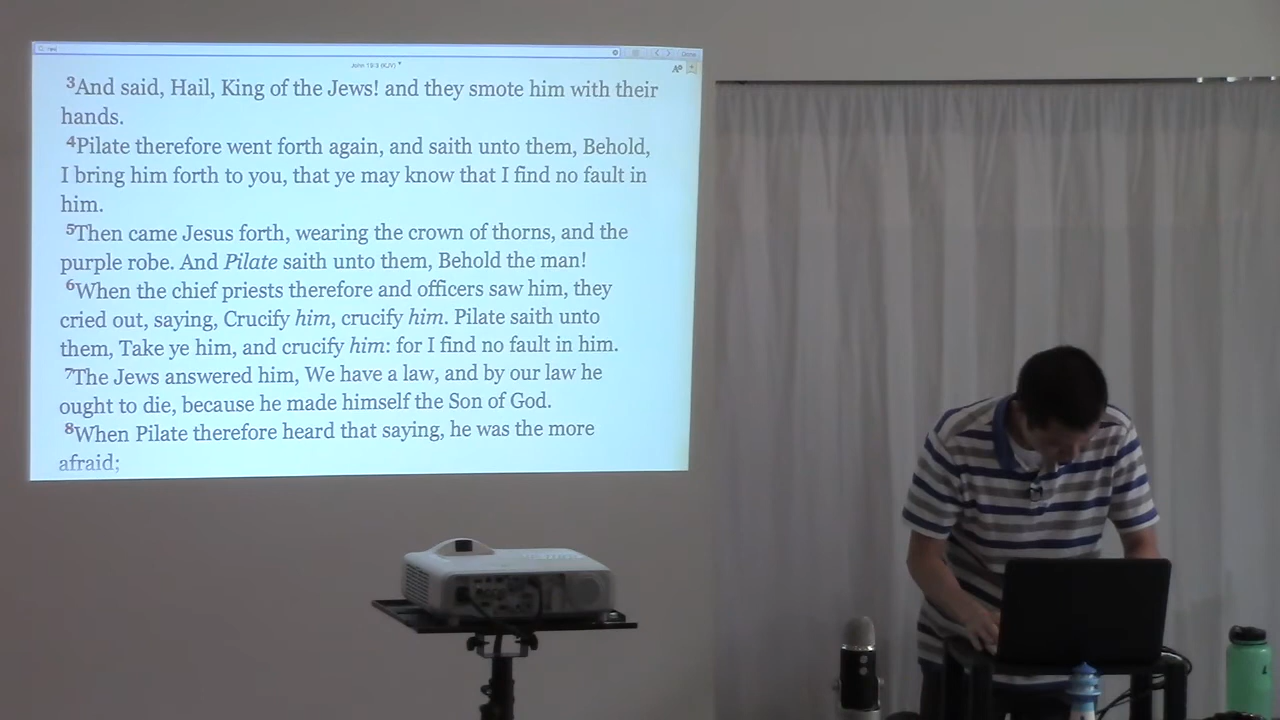 John 19:3 (KJV)
3And said, Hail, King of the Jews! and they smote him with their
hands.
4Pilate therefore went forth again, and saith unto them, Behold,
I bring him forth to you, that ye may know that I find no fault in
him.
5Then came Jesus forth, wearing the crown of thorns, and the
purple robe. And Pilate saith unto them, Behold the man!
6When the chief priests therefore and officers saw him, they
cried out, saying, Crucify him, crucify him. Pilate saith unto
them, Take ye him, and crucify him: for I find no fault in him.
7The Jews answered him, We have a law, and by our law he
ought to die, because he made himself the Son of God.
8When Pilate therefore heard that saying, he was the more
afraid;